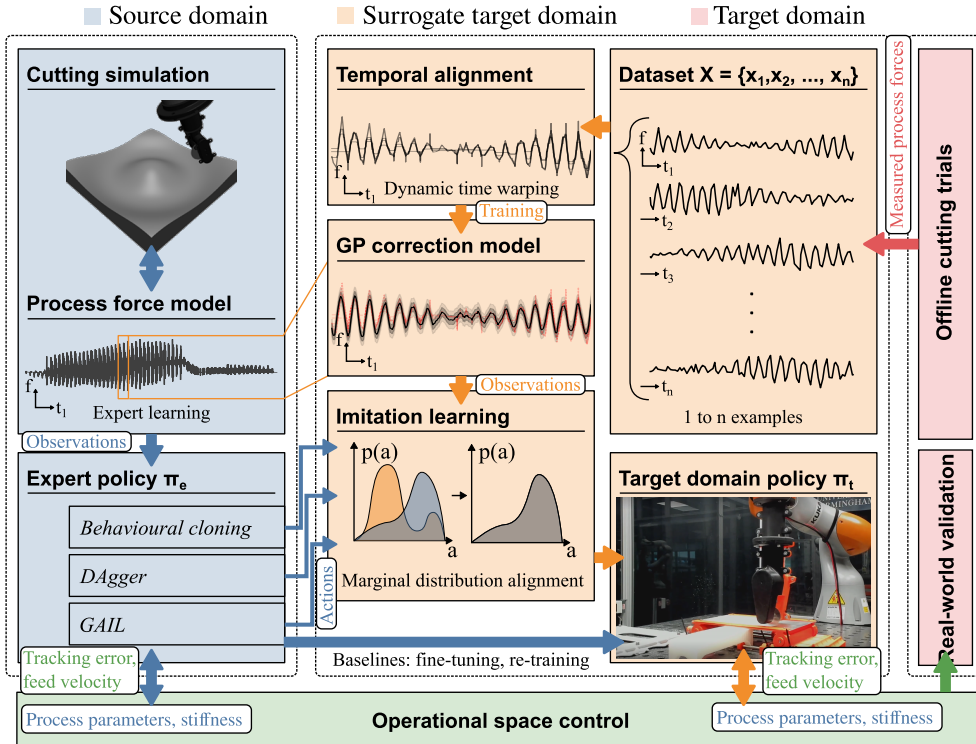 Source domain
Surrogate target domain
Target domain
Cutting simulation
Process force model
f
t1
Expert learning
Observations
Expert policy πe
Behavioural cloning
DAgger
GAIL
Temporal alignment
f
t1
Dynamic time warping
Training
GP correction model
f
t1
Observations
Imitation learning
p(a)
a
p(a)
a
Marginal distribution alignment
Actions
Baselines: fine-tuning, re-training
Dataset X = {x1,x2, ..., xn}
f
t1
t2
t3
tn
1 to n examples
Measured process forces
Offline cutting trials
Target domain policy πt
Real-world validation
Tracking error,
feed velocity
Process parameters, stiffness
Operational space control
Tracking error,
feed velocity
Process parameters, stiffness